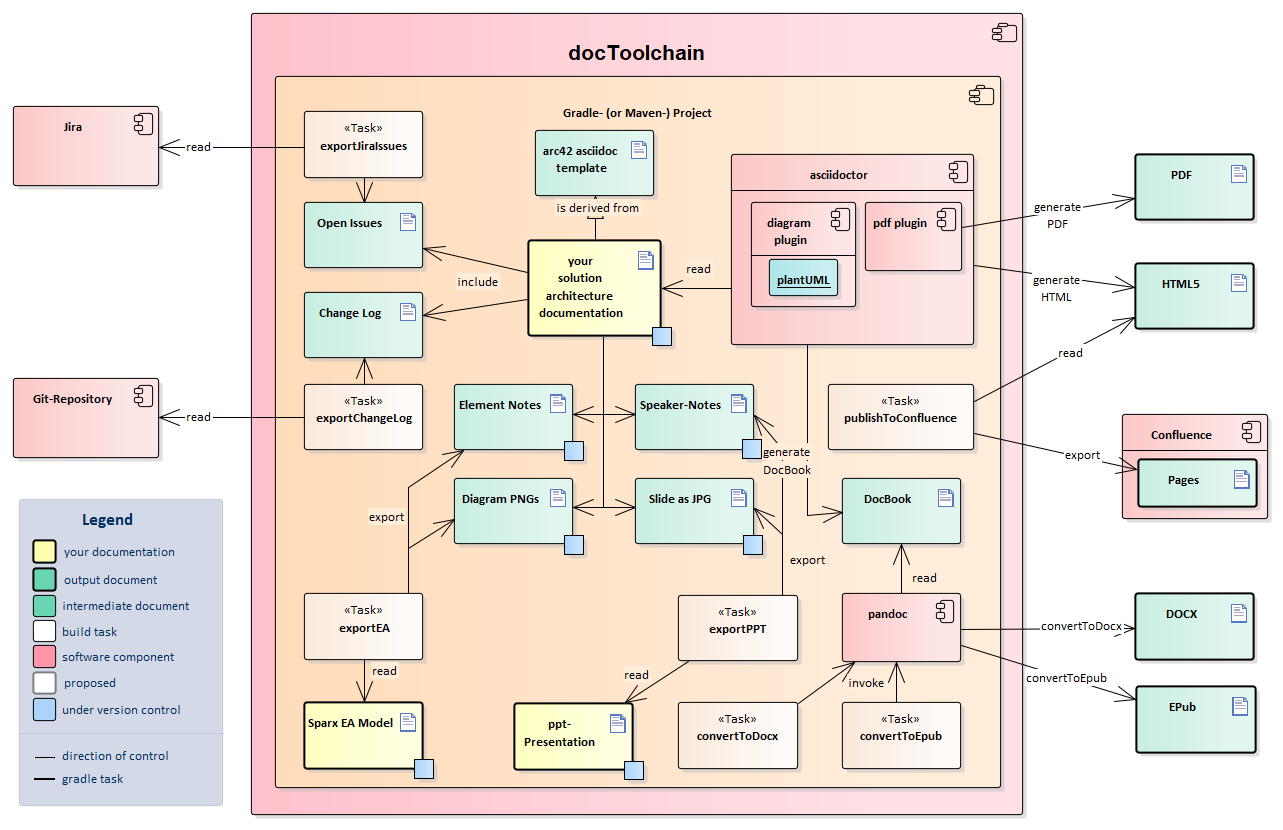 docToolchain
Gradle- (or Maven-) Project
Jira
read
«Task»
exportJiraIssues
arc42 asciidoc
template
is derived from
asciidoctor
diagram
plugin
plantUML
pdf plugin
generate
PDF
PDF
Open Issues
your
solution
architecture
documentation
read
include
generate
HTML
HTML5
Change Log
read
Git-Repository
read
«Task»
exportChangeLog
Element Notes
Speaker-Notes
«Task»
publishToConfluence
export
Confluence
Pages
generate
DocBook
Diagram PNGs
Slide as JPG
DocBook
export
export
read
«Task»
exportEA
«Task»
exportPPT
pandoc
convertToDocx
DOCX
read
read
invoke
convertToEpub
EPub
Sparx EA Model
ppt-
Presentation
«Task»
convertToDocx
«Task»
convertToEpub
Legend
your documentation
output document
intermediate document
build task
software component
proposed
under version control
direction of control
gradle task